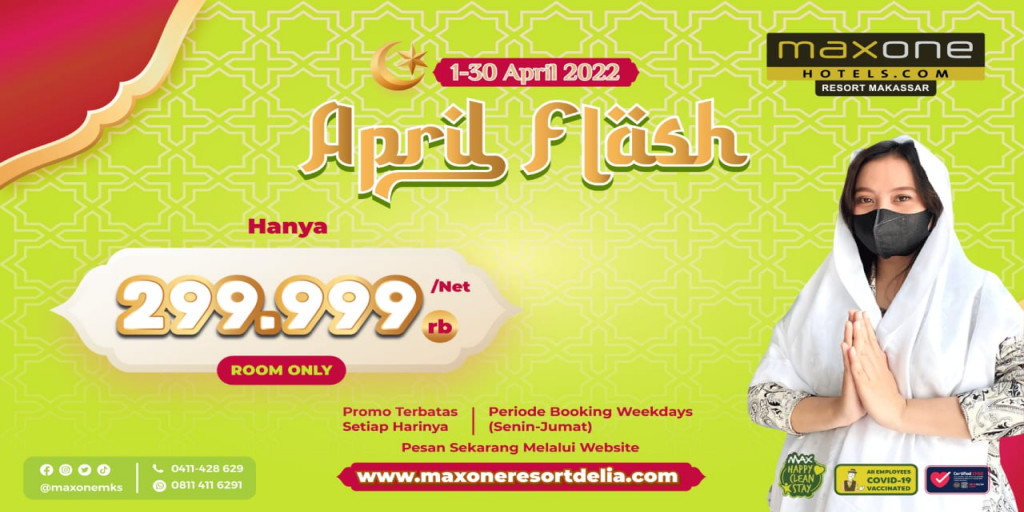 1-30 April 2022
April Fläsh
maxone
HOTELS.COM
RESORT MAKASSAR
Hanya
299.999
/Net
rb
ROOM ONLY
Promo Terbatas
Setiap Harinya
Periode Booking Weekdays
(Senin-Jumat)
Pesan Sekarang Melalui Website
www.maxoneresortdelia.com
@maxonemks
0411-428 629
0811 411 6291
MAX
HAPPY
CLEAN
STAY
All EMPLOYEES
COVID-19
VACCINATED
Certified